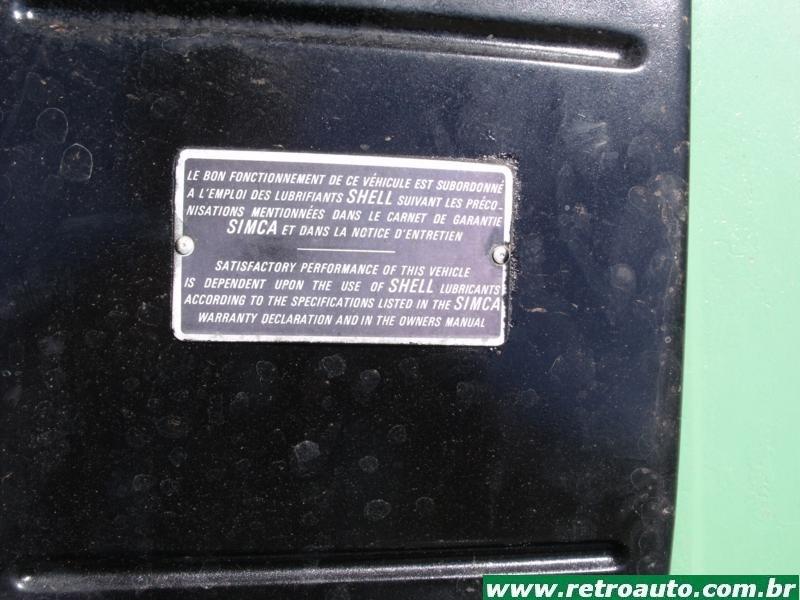 LE BON FONCTIONNEMENT DE CE VÉHICULE EST SUBORDONNÉ
A L'EMPLOI DES LUBRIFIANTS SHELL SUIVANT LES PRÉCO-
NISATIONS MENTIONNÉES DANS LE CARNET DE GARANTIE
SIMCA ET DANS LA NOTICE D'ENTRETIEN
SATISFACTORY PERFORMANCE OF THIS VEHICLE
IS DEPENDENT UPON THE USE OF SHELL LUBRICANTS
ACCORDING TO THE SPECIFICATIONS LISTED IN THE SIMCA
WARRANTY DECLARATION AND IN THE OWNERS MANUAL
www.retroauto.com.br